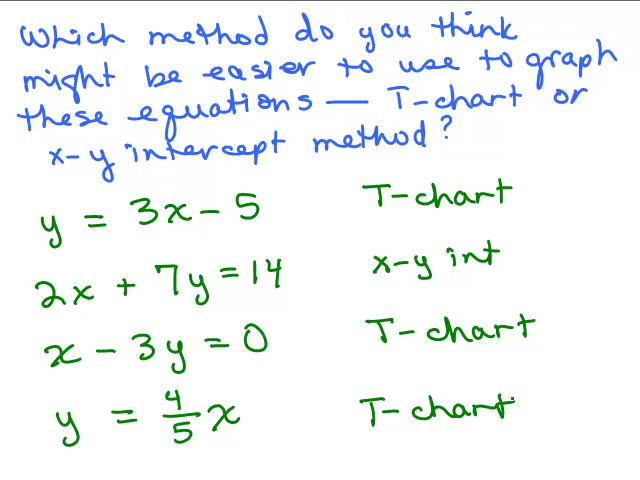 Which method do you think
might be easier to use to graph
these equations — T-chart or
x-y intercept method?
y = 3x - 5 T-chart
2x + 7y = 14 x-y int
x - 3y = 0 T-chart
y = 4/5 x T-chart